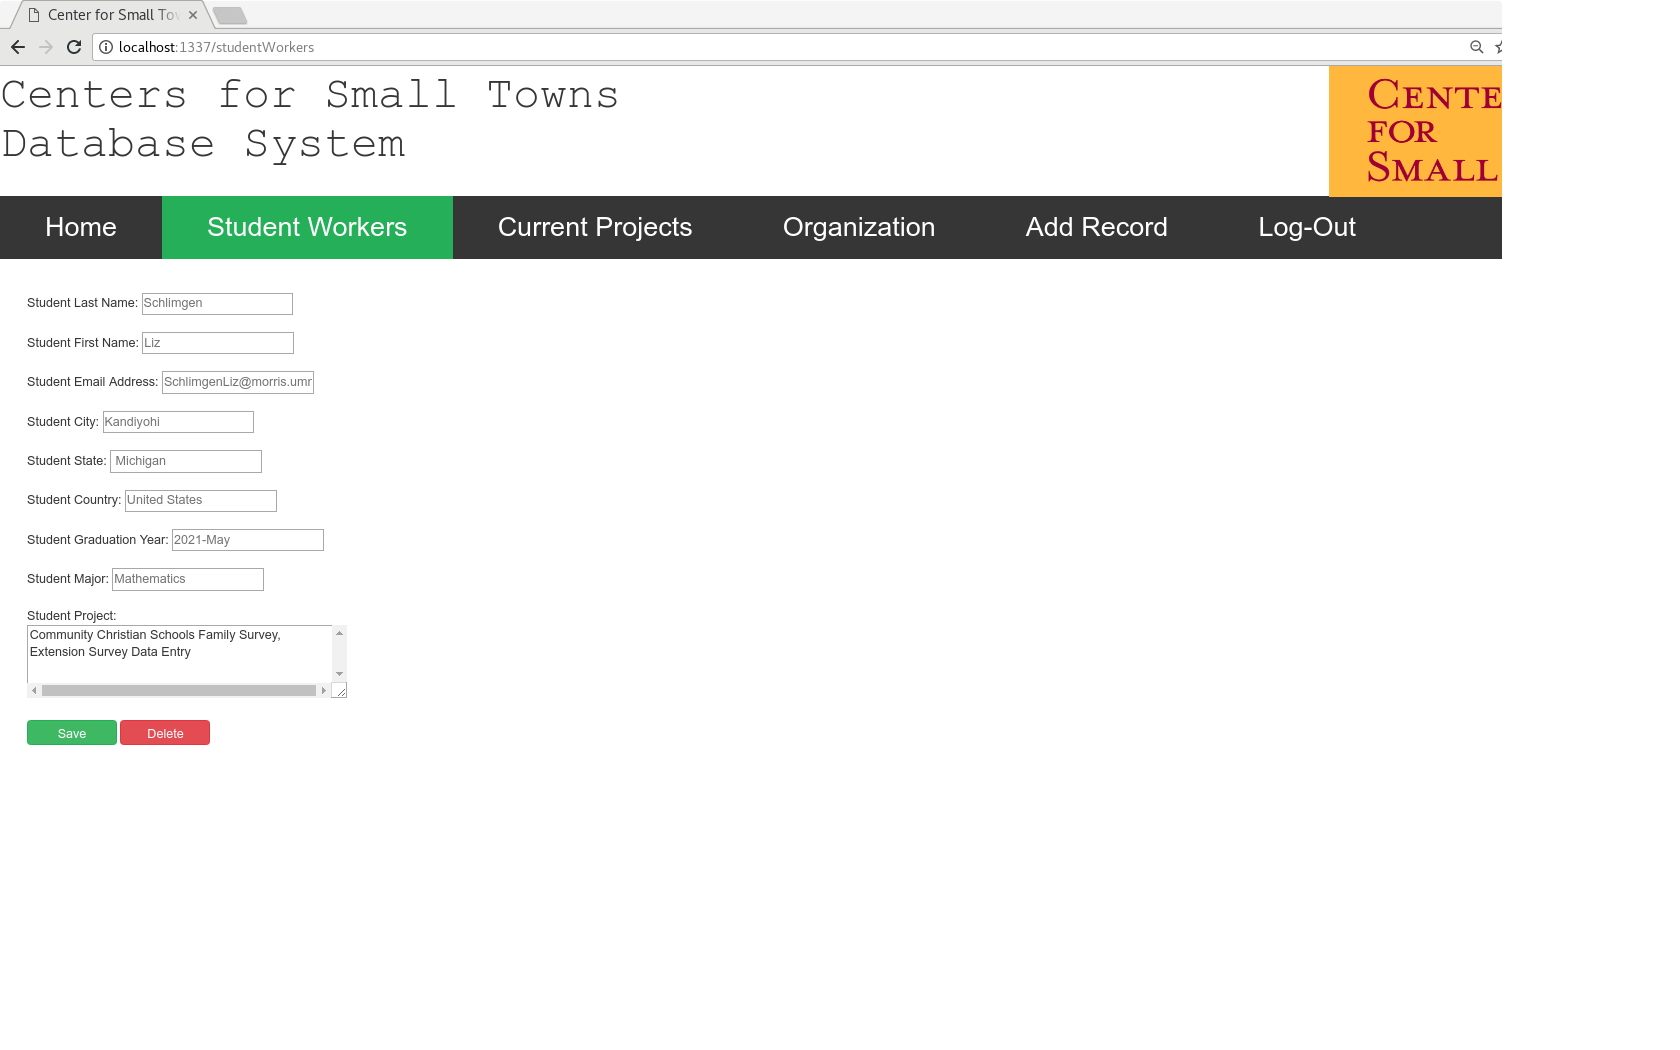 Center for Small To
localhost:1337/studentWorkers
Centers for Small Towns
Database System
CENTE
FOR
SMALL
Home Student Workers Current Projects Organization Add Record Log-Out
Student Last Name: Schlimgen
Student First Name: Liz
Student Email Address: SchlimgenLiz@morris.umr
Student City: Kandiyohi
Student State: Michigan
Student Country: United States
Student Graduation Year: 2021-May
Student Major: Mathematics
Student Project:
Community Christian Schools Family Survey,
Extension Survey Data Entry
Save Delete